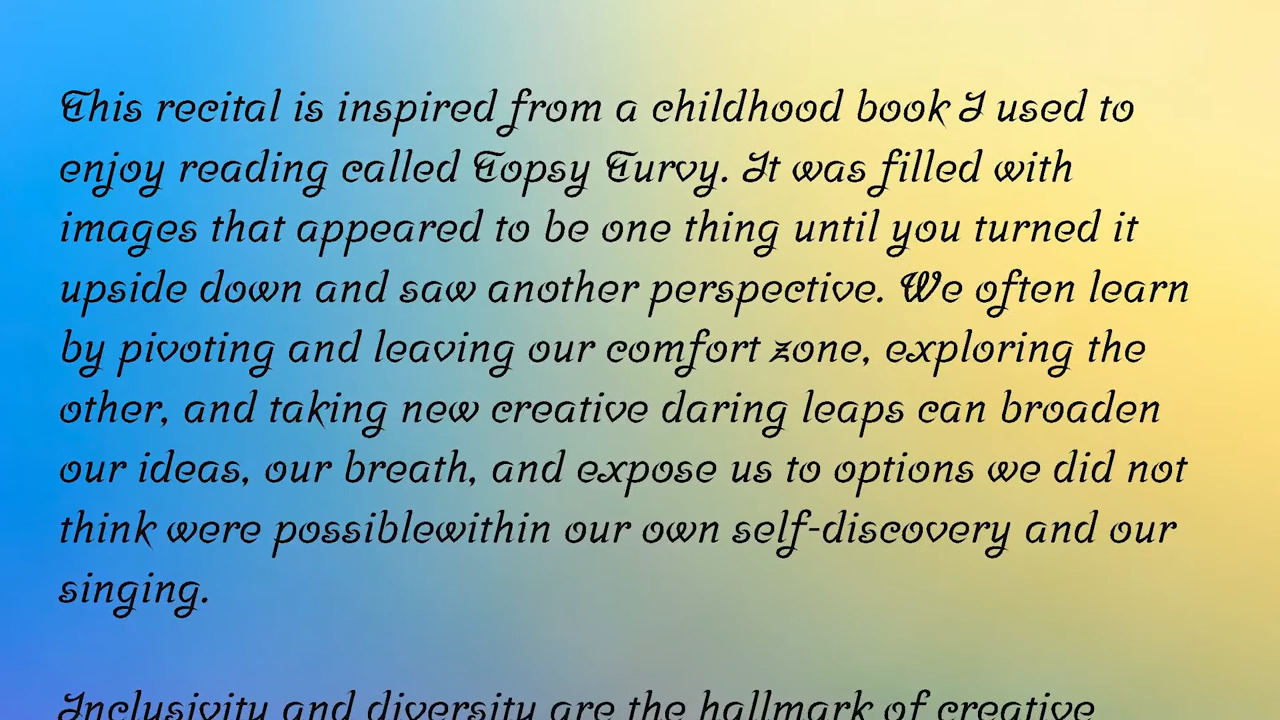 This recital is inspired from a childhood book I used to
enjoy reading called Topsy Turvy. It was filled with
images that appeared to be one thing until you turned it
upside down and saw another perspective. We often learn
by pivoting and leaving our comfort zone, exploring the
other, and taking new creative daring leaps can broaden
our ideas, our breath, and expose us to options we did not
think were possiblewithin our own self-discovery and our
singing.
Inclusivity and diversity are the hallmark of creative